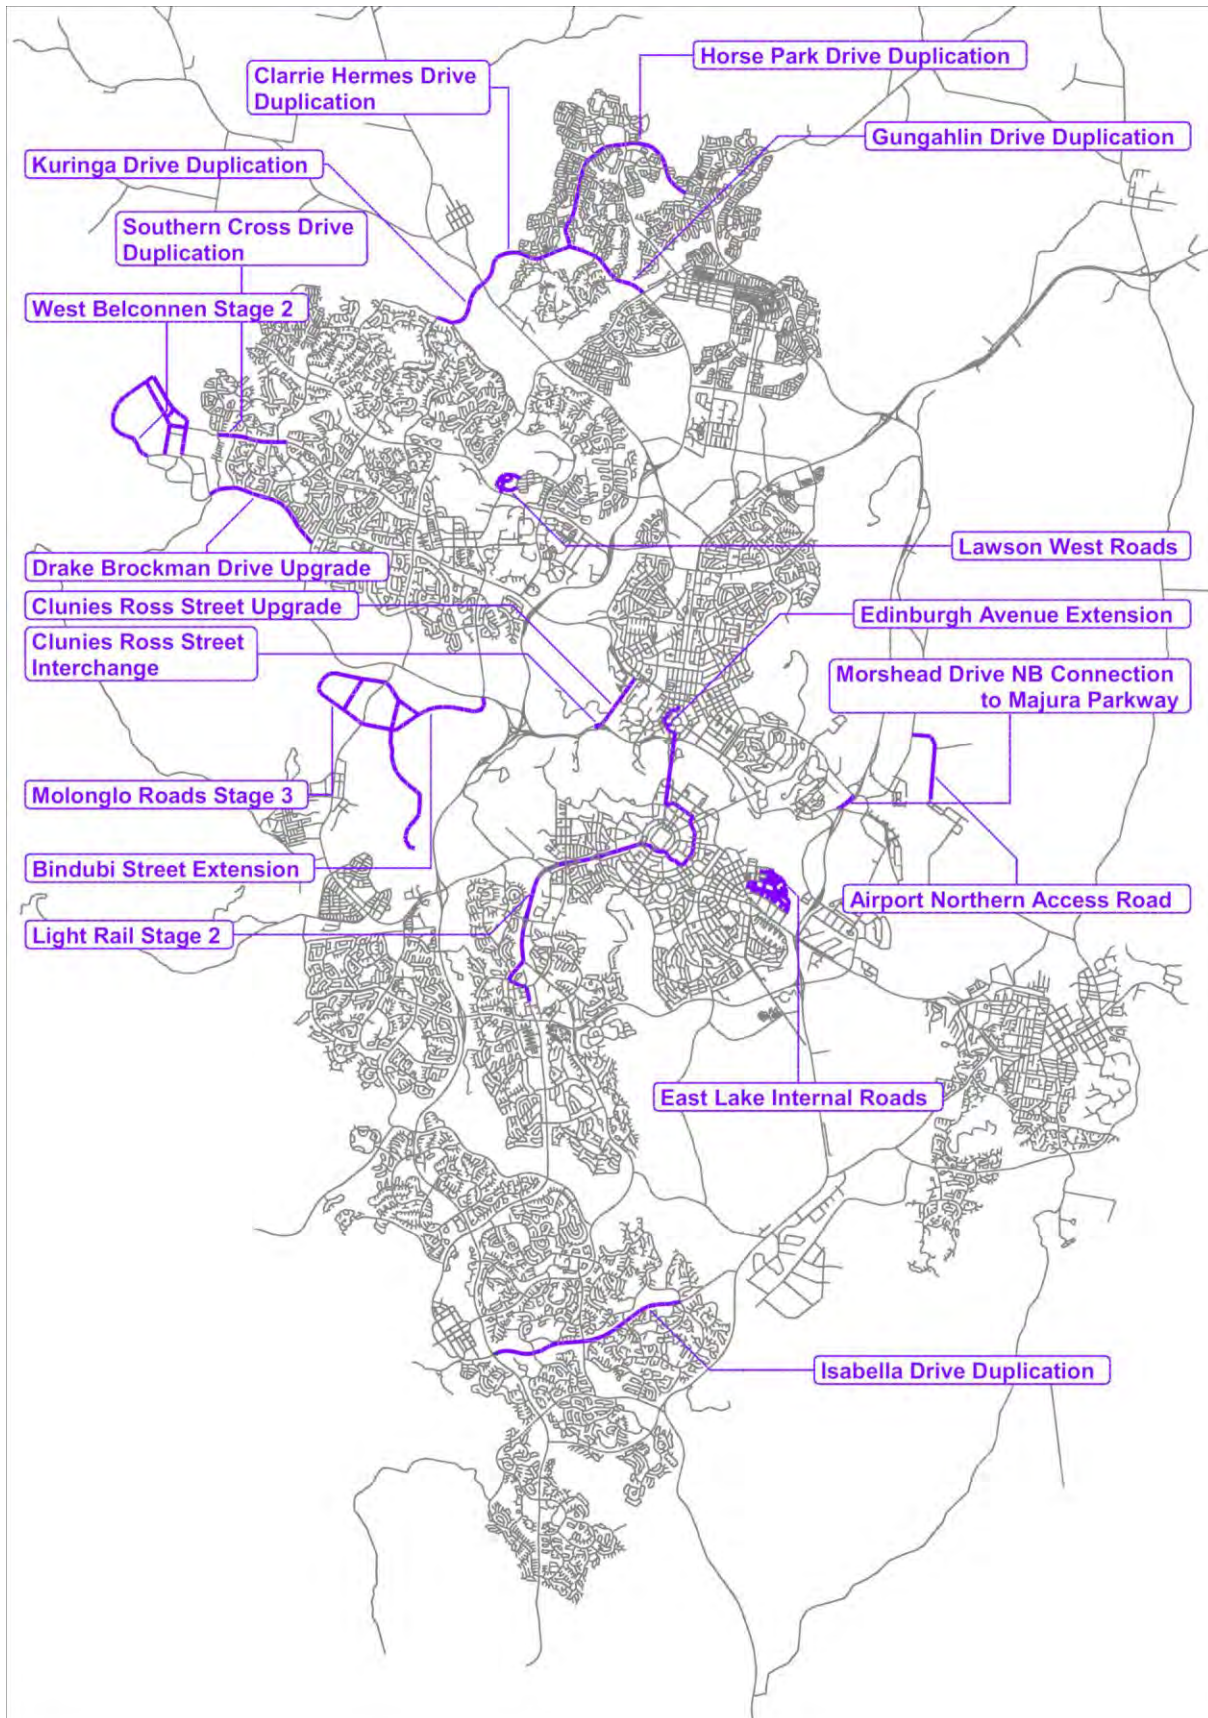 Horse Park Drive Duplication
Clarrie Hermes Drive
Duplication
Gungahlin Drive Duplication
Kuringa Drive Duplication
Southern Cross Drive
Duplication
West Belconnen Stage 2
Lawson West Roads
Drake Brockman Drive Upgrade
Clunies Ross Street Upgrade
Edinburgh Avenue Extension
Clunies Ross Street
Interchange
Morshead Drive NB Connection
to Majura Parkway
Molonglo Roads Stage 3
Bindubi Street Extension
Airport Northern Access Road
Light Rail Stage 2
East Lake Internal Roads
Isabella Drive Duplication